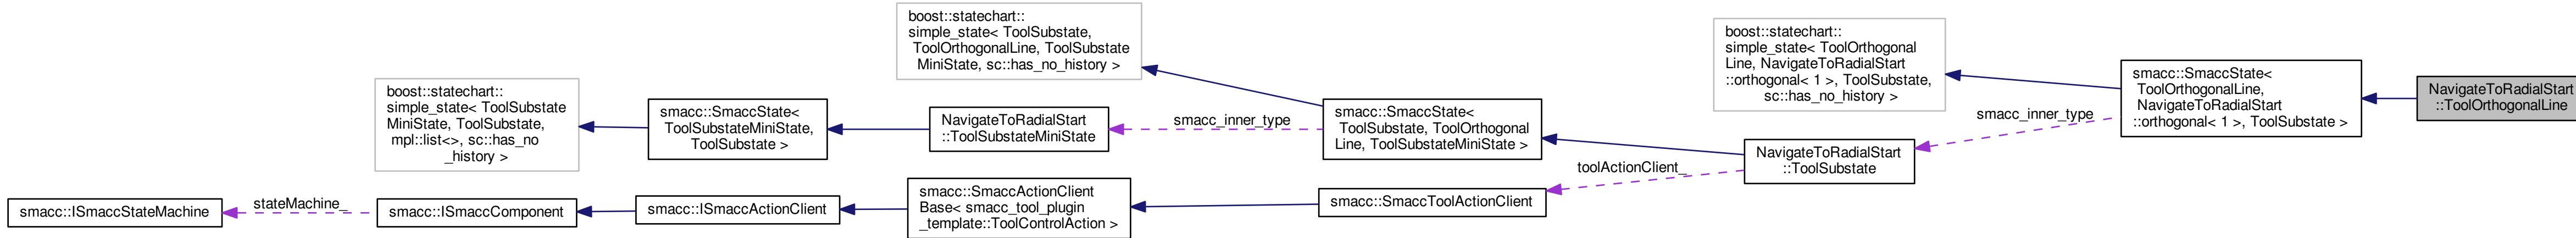 boost::statechart::
simple_state< ToolSubstate,
ToolOrthogonalLine, ToolSubstate
MiniState, sc::has_no_history >
boost::statechart::
simple_state< ToolOrthogonal
Line, NavigateToRadialStart
::orthogonal< 1 >, ToolSubstate,
sc::has_no_history >
boost::statechart::
simple_state< ToolSubstate
MiniState, ToolSubstate,
mpl::list<>, sc::has_no
_history >
smacc::SmaccState<
ToolSubstateMiniState,
ToolSubstate >
NavigateToRadialStart
::ToolSubstateMiniState
smacc_inner_type
smacc::SmaccState<
ToolSubstate, ToolOrthogonal
Line, ToolSubstateMiniState >
smacc_inner_type
smacc::SmaccState<
ToolOrthogonalLine,
NavigateToRadialStart
::orthogonal< 1 >, ToolSubstate >
NavigateToRadialStart
::ToolOrthogonalLine
NavigateToRadialStart
::ToolSubstate
toolActionClient_
smacc::ISmaccStateMachine
stateMachine_
smacc::ISmaccComponent
smacc::ISmaccActionClient
smacc::SmaccActionClient
Base< smacc_tool_plugin
_template::ToolControlAction >
smacc::SmaccToolActionClient